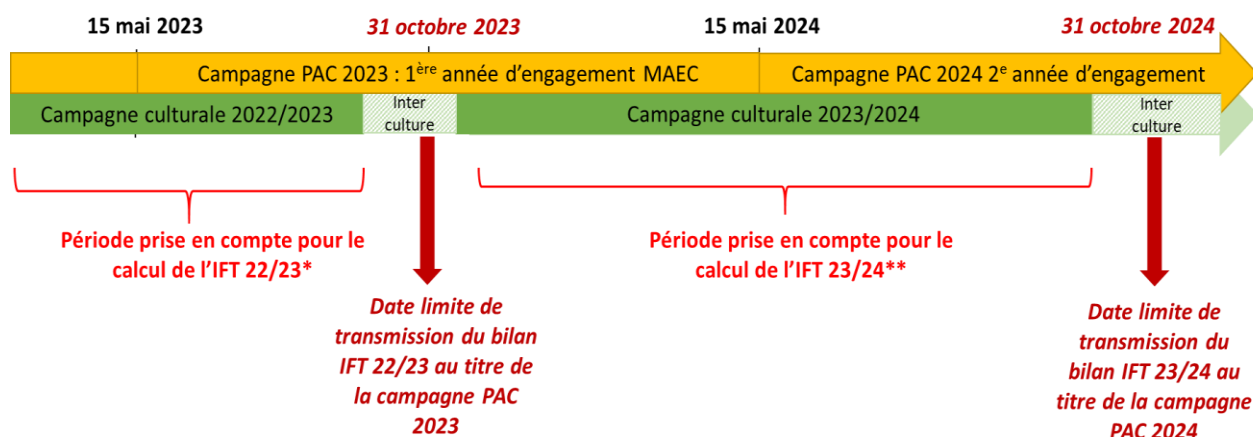 15 mai 2023
31 octobre 2023
15 mai 2024
31 octobre 2024
Campagne PAC 2023 : 1ère année d’engagement MAEC
Campagne PAC 2024 2e année d’engagement
Campagne culturale 2022/2023
Inter
culture
Campagne culturale 2023/2024
Inter
culture
Période prise en compte pour le
calcul de l’IFT 22/23*
Période prise en compte pour le
calcul de l’IFT 23/24**
Date limite de
transmission du bilan
IFT 22/23 au titre de
la campagne PAC
2023
Date limite de
transmission du
bilan IFT 23/24 au
titre de la campagne
PAC 2024